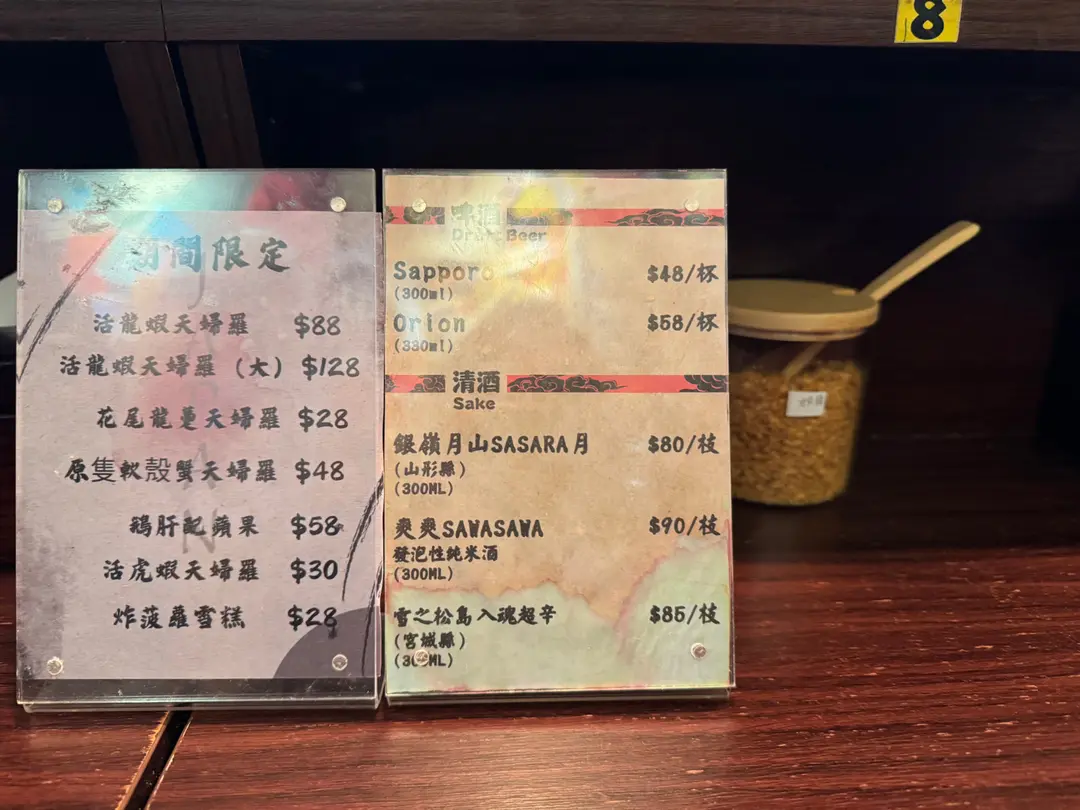 8
期間限定
活龍蝦天婦羅 $88
活龍蝦天婦羅 (大) $128
花尾龍躉天婦羅 $28
原隻軟殼蟹天婦羅 $48
鵝肝配蘋果 $58
活虎蝦天婦羅 $30
炸菠蘿雪糕 $28
啤酒
Draft Beer
Sapporo $48/杯
(300ml)
Orion $58/杯
(330ml)
清酒
Sake
銀嶺月山SASARA月 $80/枝
(山形縣)
(300ML)
爽爽SAWASAWA $90/枝
發泡性純米酒
(300ML)
雪之松島入魂超辛 $85/枝
(宮城縣)
(300ML)